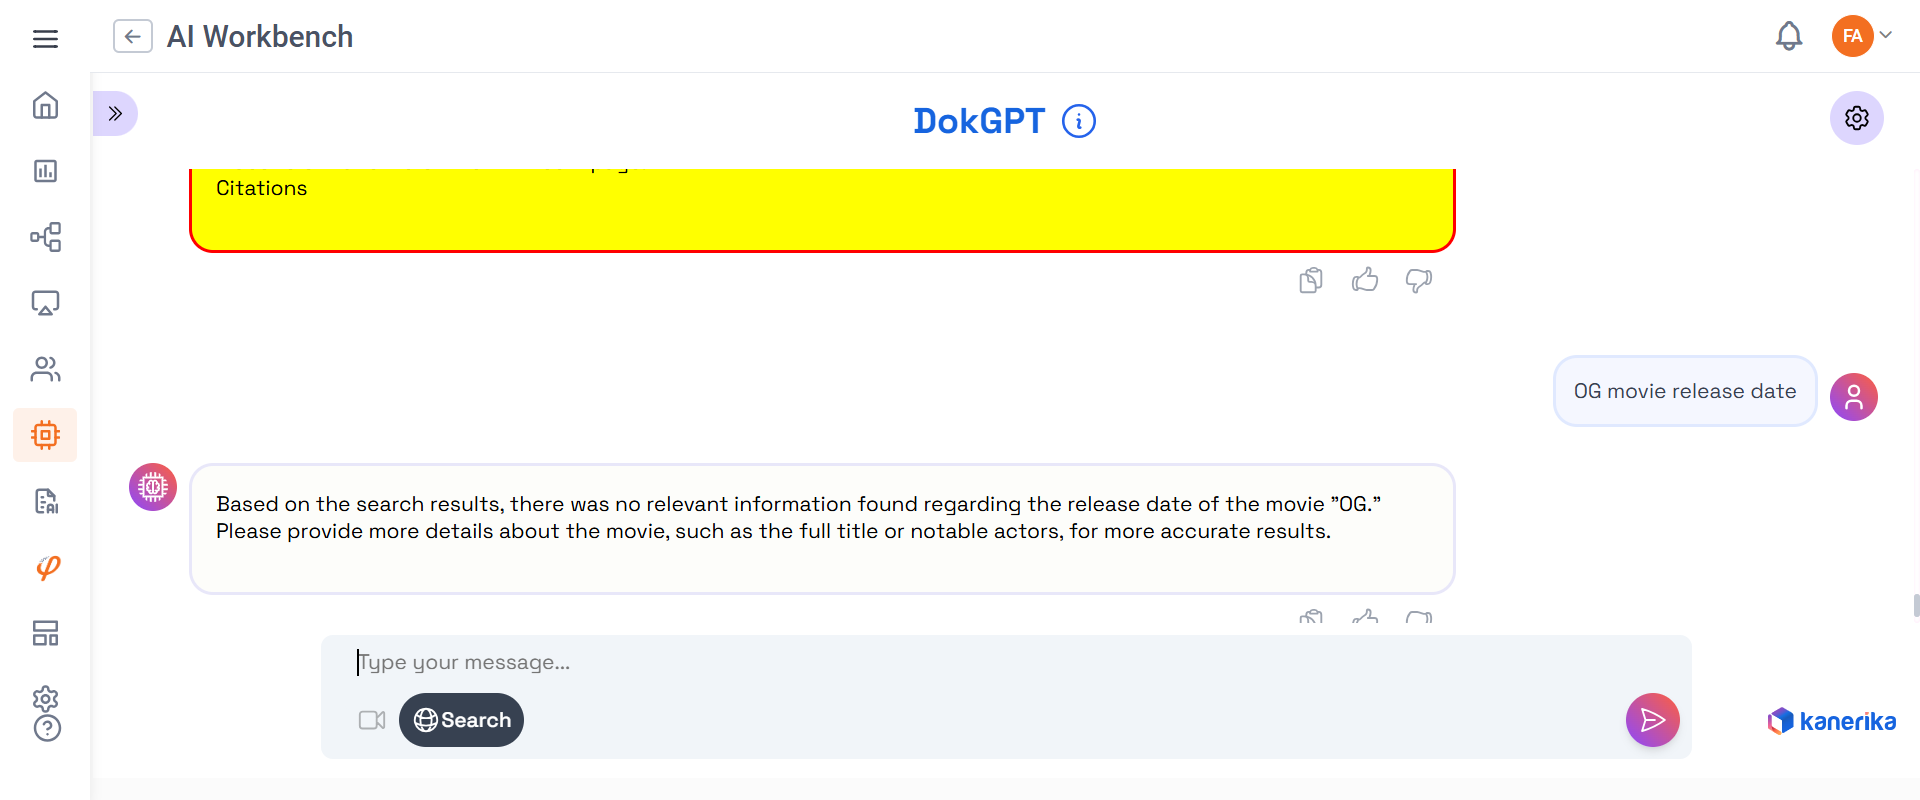 AI Workbench
FA
DokGPT
Citations
OG movie release date
Based on the search results, there was no relevant information found regarding the release date of the movie "OG."
Please provide more details about the movie, such as the full title or notable actors, for more accurate results.
Type your message...
Search
kanerika